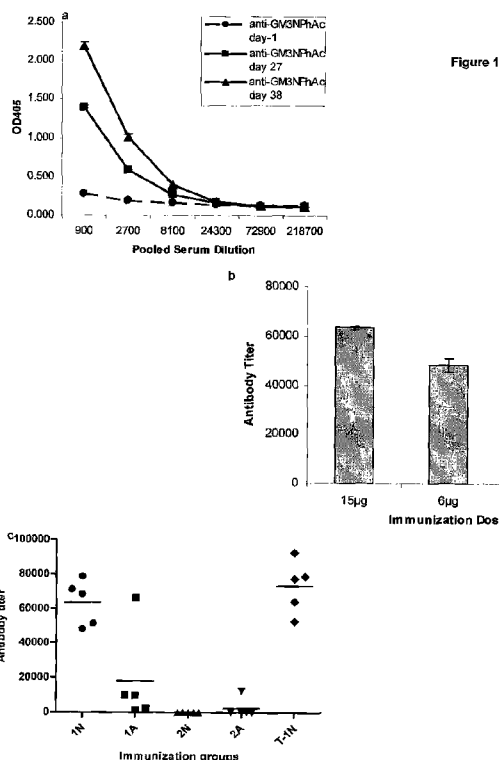 a
2.500
2.000
1.500
1.000
0.500
0.000
OD405
900 2700 8100 24300 72900 218700
Pooled Serum Dilution
anti-GM3NPhAc
day-1
anti-GM3NPhAc
day 27
anti-GM3NPhAc
day 38
Figure 1
b
80000
60000
40000
20000
0
Antibody Titer
15µg 6µg
Immunization Dos
c
100000
80000
60000
40000
20000
0
Antibody titer
1N 1A 2N 2A T-1N
Immunization groups